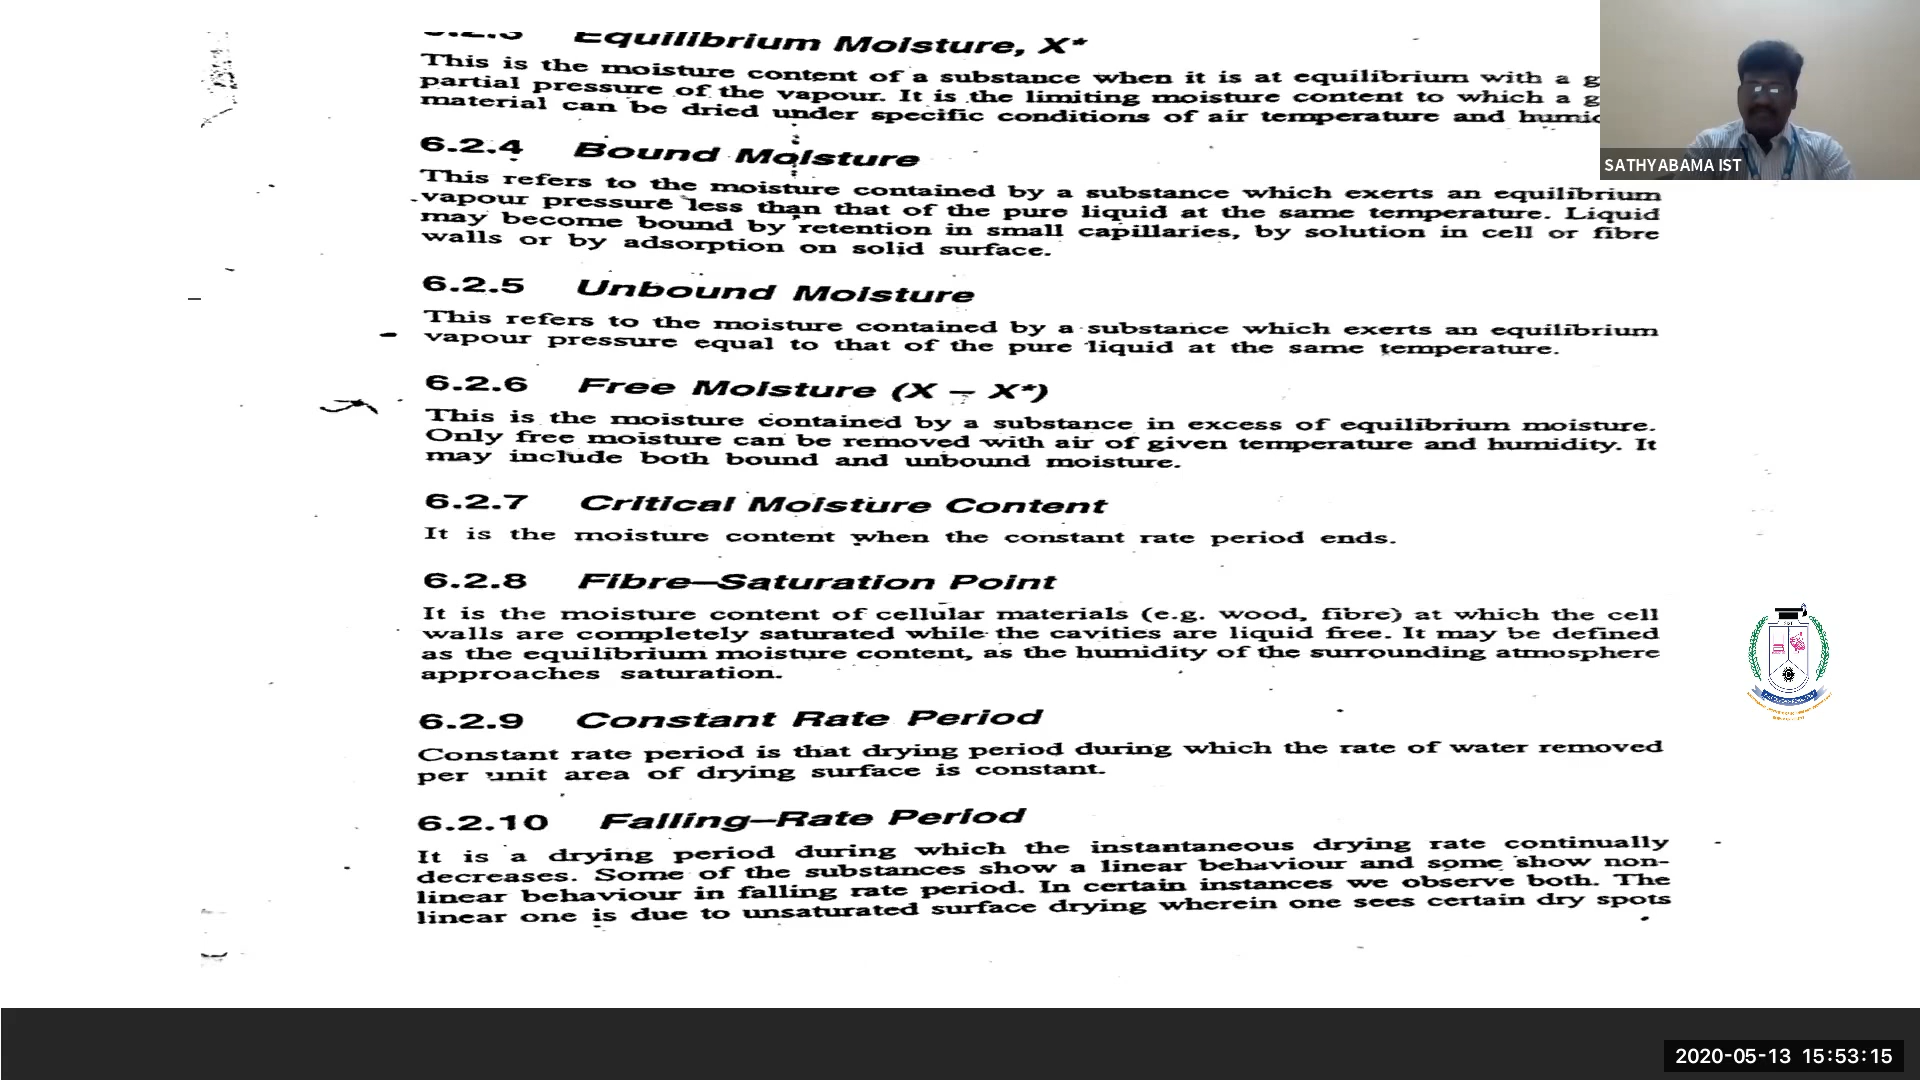 Equilibrium Moisture, X*
This is the moisture content of a substance when it is at equilibrium with a g
partial pressure of the vapour. It is the limiting moisture content to which a g
material can be dried under specific conditions of air temperature and humid
SATHYABAMA IST
6.2.4 Bound Moisture
This refers to the moisture contained by a substance which exerts an equilibrium
vapour pressure less than that of the pure liquid at the same temperature. Liquid
may become bound by retention in small capillaries, by solution in cell or fibre
walls or by adsorption on solid surface.
6.2.5 Unbound Moisture
This refers to the moisture contained by a substance which exerts an equilibrium
vapour pressure equal to that of the pure liquid at the same temperature.
6.2.6 Free Moisture (X – X*)
This is the moisture contained by a substance in excess of equilibrium moisture.
Only free moisture can be removed with air of given temperature and humidity. It
may include both bound and unbound moisture.
6.2.7 Critical Moisture Content
It is the moisture content when the constant rate period ends.
6.2.8 Fibre–Saturation Point
It is the moisture content of cellular materials (e.g. wood, fibre) at which the cell
walls are completely saturated while the cavities are liquid free. It may be defined
as the equilibrium moisture content, as the humidity of the surrounding atmosphere
approaches saturation.
6.2.9 Constant Rate Period
Constant rate period is that drying period during which the rate of water removed
per unit area of drying surface is constant.
6.2.10 Falling–Rate Period
It is a drying period during which the instantaneous drying rate continually
decreases. Some of the substances show a linear behaviour and some show non-
linear behaviour in falling rate period. In certain instances we observe both. The
linear one is due to unsaturated surface drying wherein one sees certain dry spots
2020-05-13 15:53:15